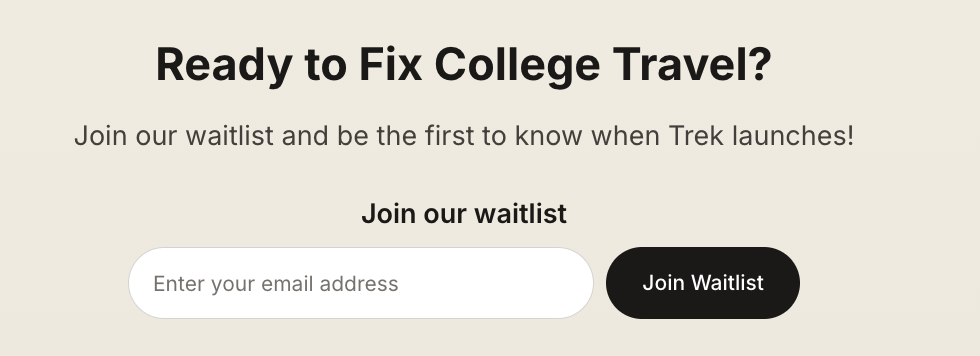 Ready to Fix College Travel?
Join our waitlist and be the first to know when Trek launches!
Join our waitlist
Enter your email address
Join Waitlist